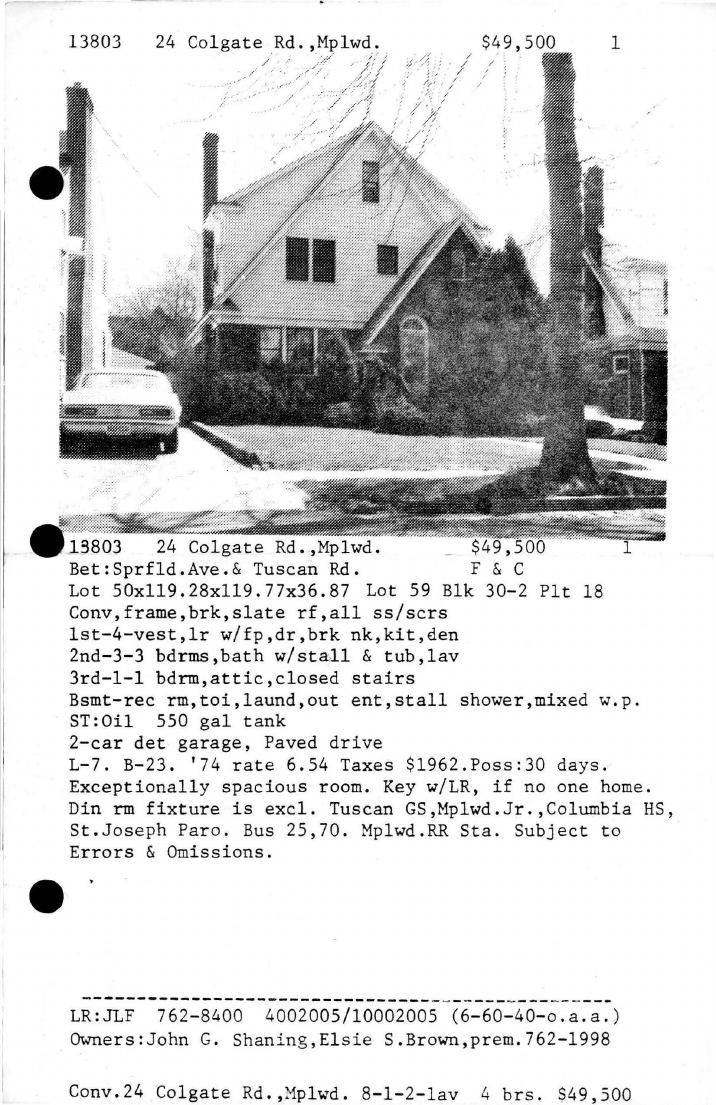 13803 24 Colgate Rd.,Mplwd. $49,500 1
13803 24 Colgate Rd.,Mplwd. $49,500 1
Bet:Sprfld.Ave.& Tuscan Rd. F & C
Lot 50x119.28x119.77x36.87 Lot 59 Blk 30-2 Plt 18
Conv,frame,brk,slate rf,all ss/scrs
1st-4-vest,lr w/fp,dr,brk nk,kit,den
2nd-3-3 bdrms,bath w/stall & tub,lav
3rd-1-1 bdrm,attic,closed stairs
Bsmt-rec rm,toi,laund,out ent,stall shower,mixed w.p.
ST:Oil 550 gal tank
2-car det garage, Paved drive
L-7. B-23. '74 rate 6.54 Taxes $1962.Poss:30 days.
Exceptionally spacious room. Key w/LR, if no one home.
Din rm fixture is excl. Tuscan GS,Mplwd.Jr.,Columbia HS,
St.Joseph Paro. Bus 25,70. Mplwd.RR Sta. Subject to
Errors & Omissions.
LR:JLF 762-8400 4002005/10002005 (6-60-40-o.a.a.)
Owners:John G. Shaning,Elsie S.Brown,prem.762-1998
Conv.24 Colgate Rd.,Mplwd. 8-1-2-lav 4 brs. $49,500